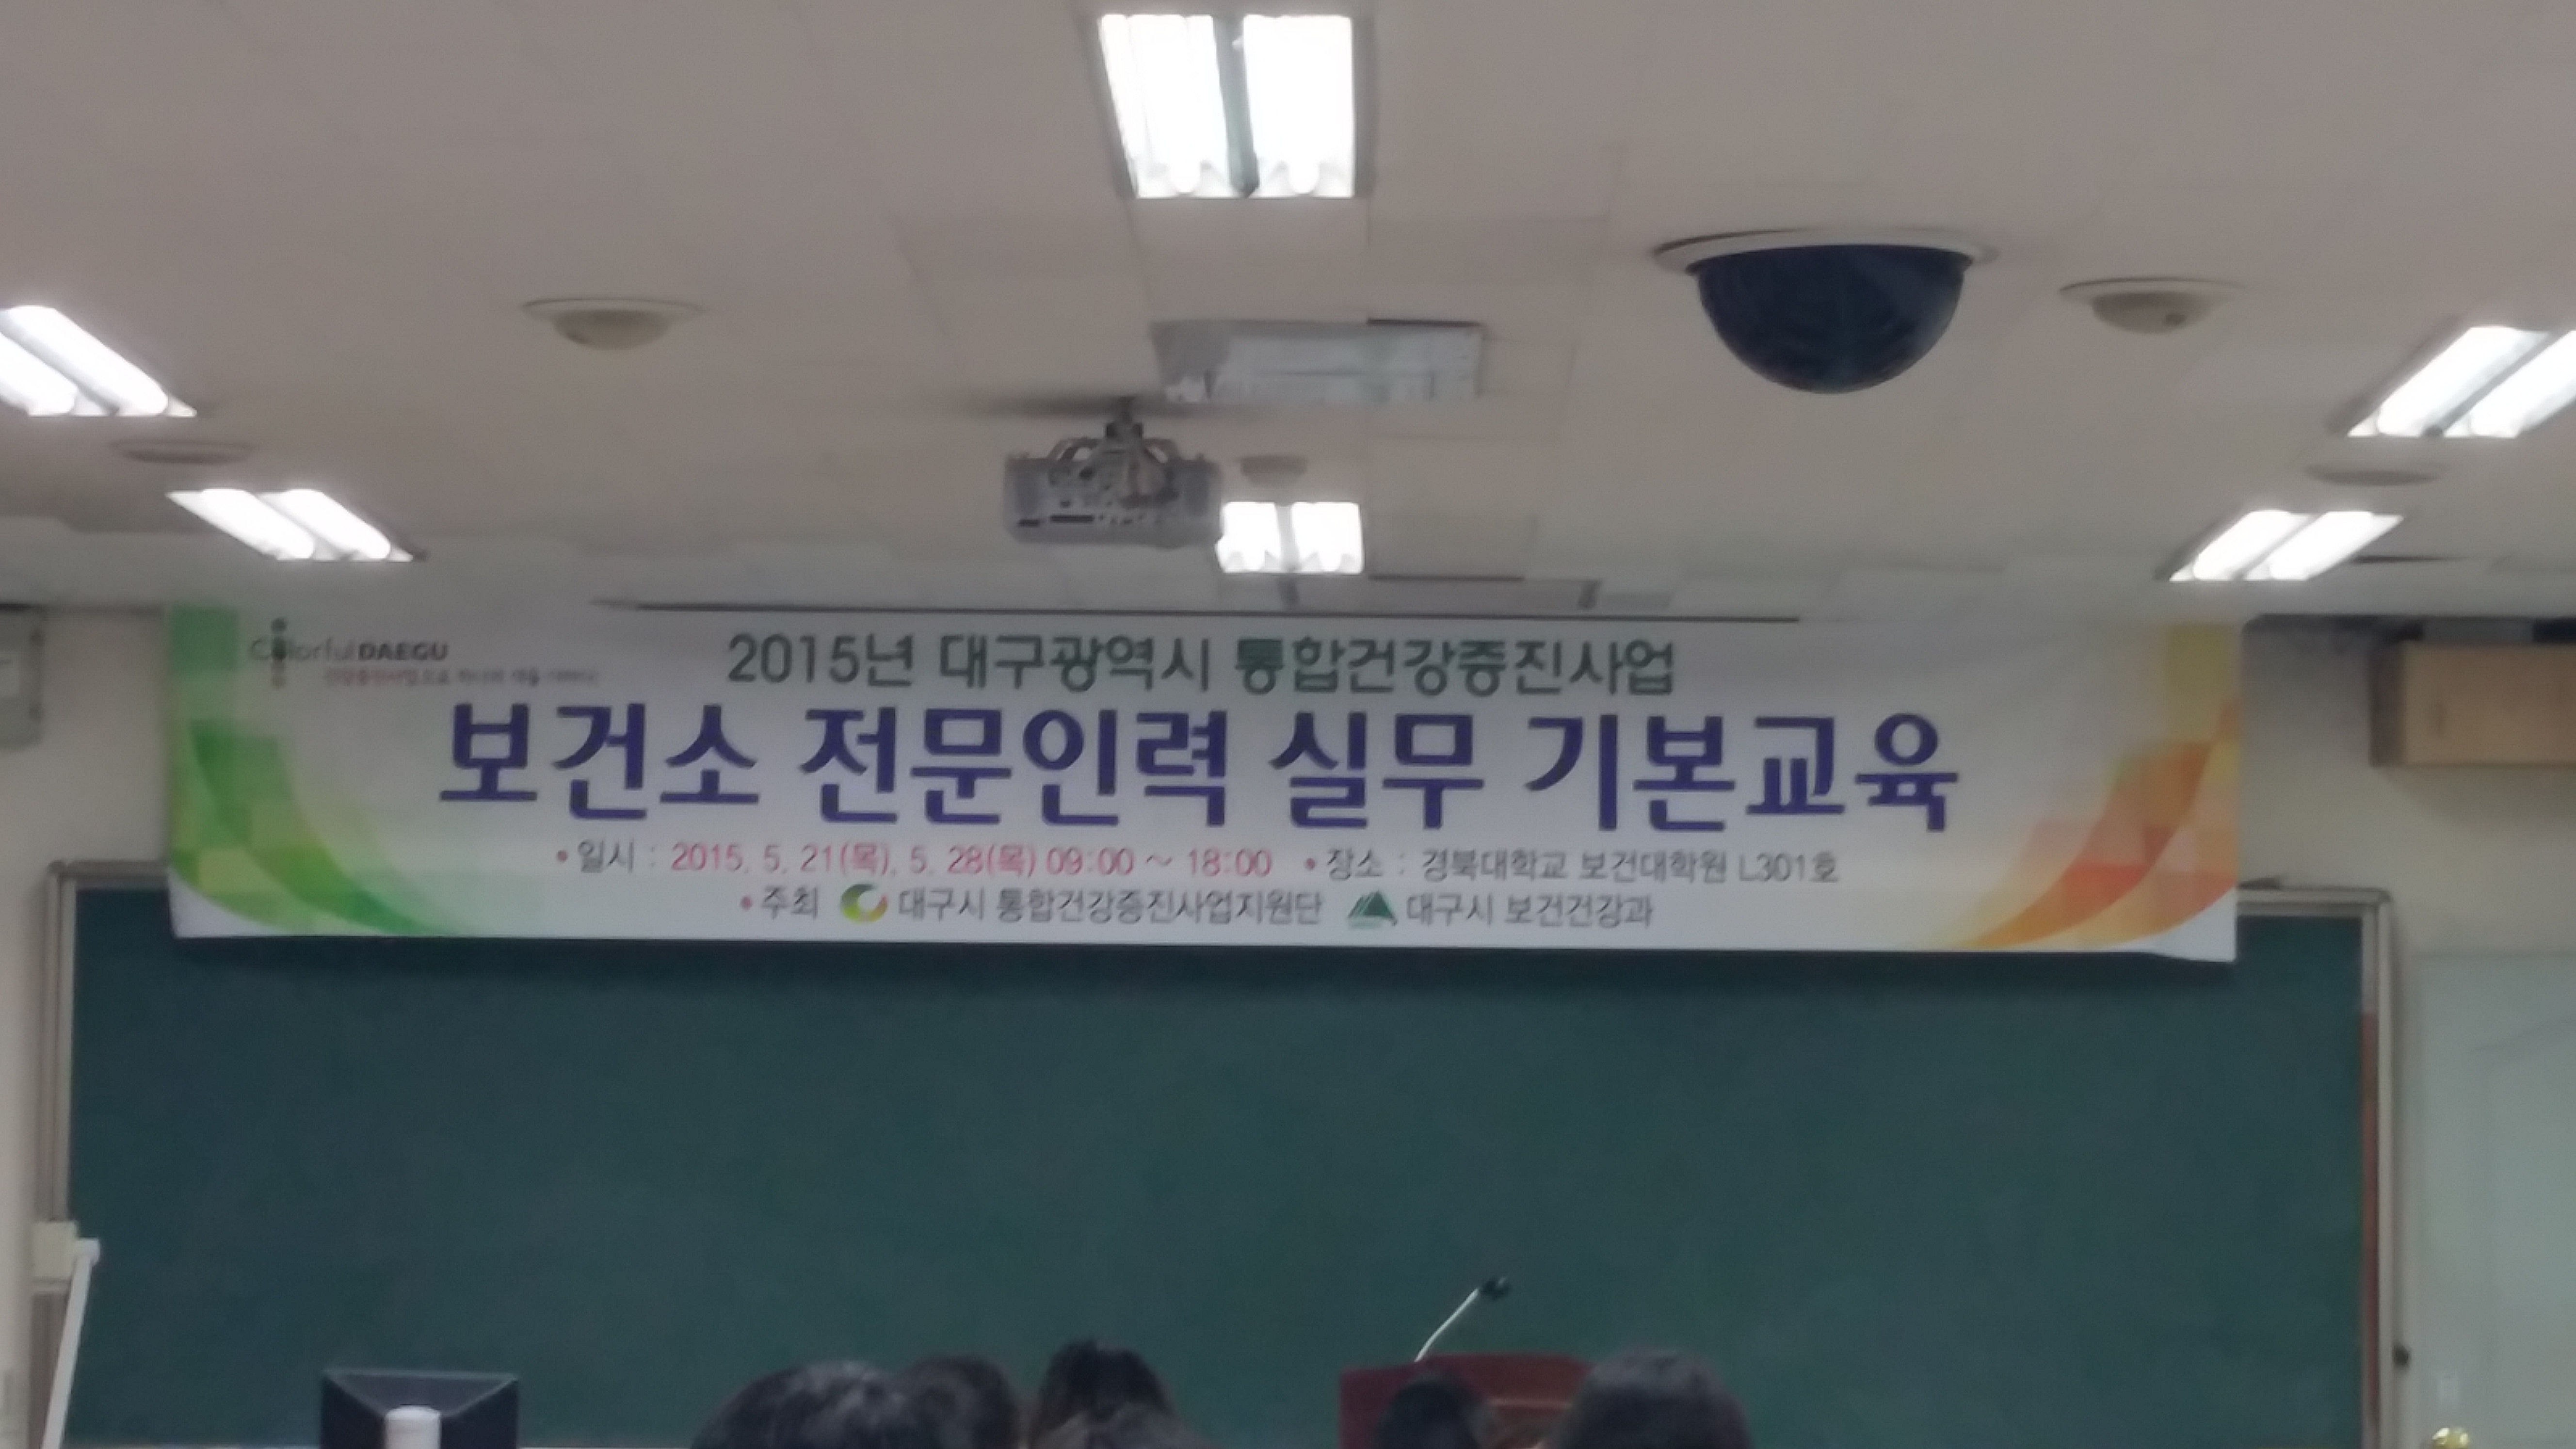 Colorful DAEGU
2015년 대구광역시 통합건강증진사업
보건소 전문인력 실무 기본교육
• 일시 : 2015. 5. 21(목), 5. 28(목) 09:00 ~ 18:00 • 장소 : 경북대학교 보건대학원 L301호
• 주최 대구시 통합건강증진사업지원단 대구시 보건건강과